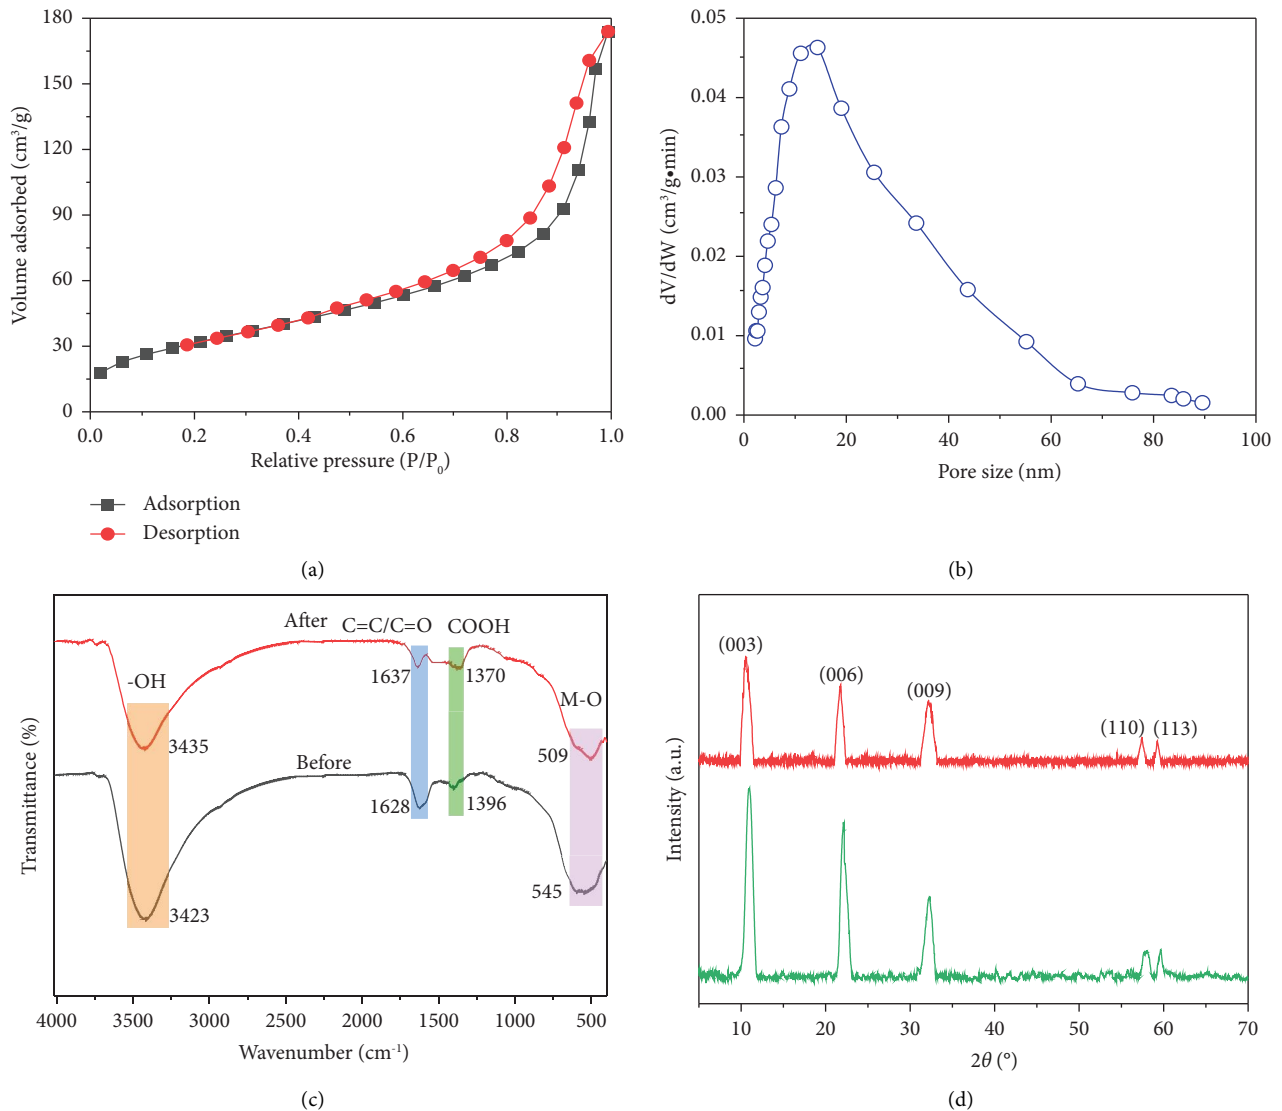 180
150
120
90
60
30
0
Volume adsorbed (cm³/g)
0.0 0.2 0.4 0.6 0.8 1.0
Relative pressure (P/P₀)
Adsorption
Desorption
(a)
0.05
0.04
0.03
0.02
0.01
0.00
dV/dW (cm³/g•min)
0 20 40 60 80 100
Pore size (nm)
(b)
After
C=C/C=O
COOH
-OH
1637
1370
M-O
3435
509
Before
1628
1396
3423
545
Transmittance (%)
4000 3500 3000 2500 2000 1500 1000 500
Wavenumber (cm⁻¹)
(c)
(003)
(006)
(009)
(110) (113)
Intensity (a.u.)
10 20 30 40 50 60 70
2θ (°)
(d)